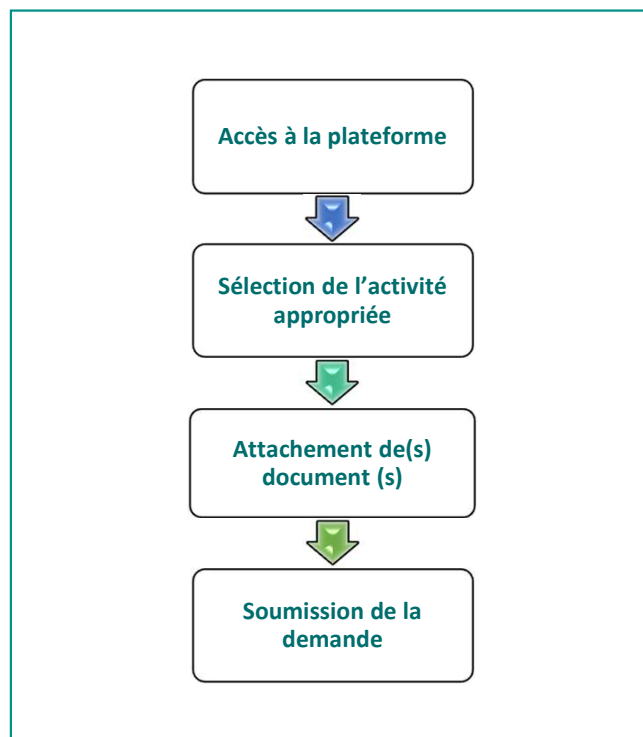 Accès à la plateforme
Sélection de l’activité
appropriée
Attachement de(s)
document (s)
Soumission de la
demande